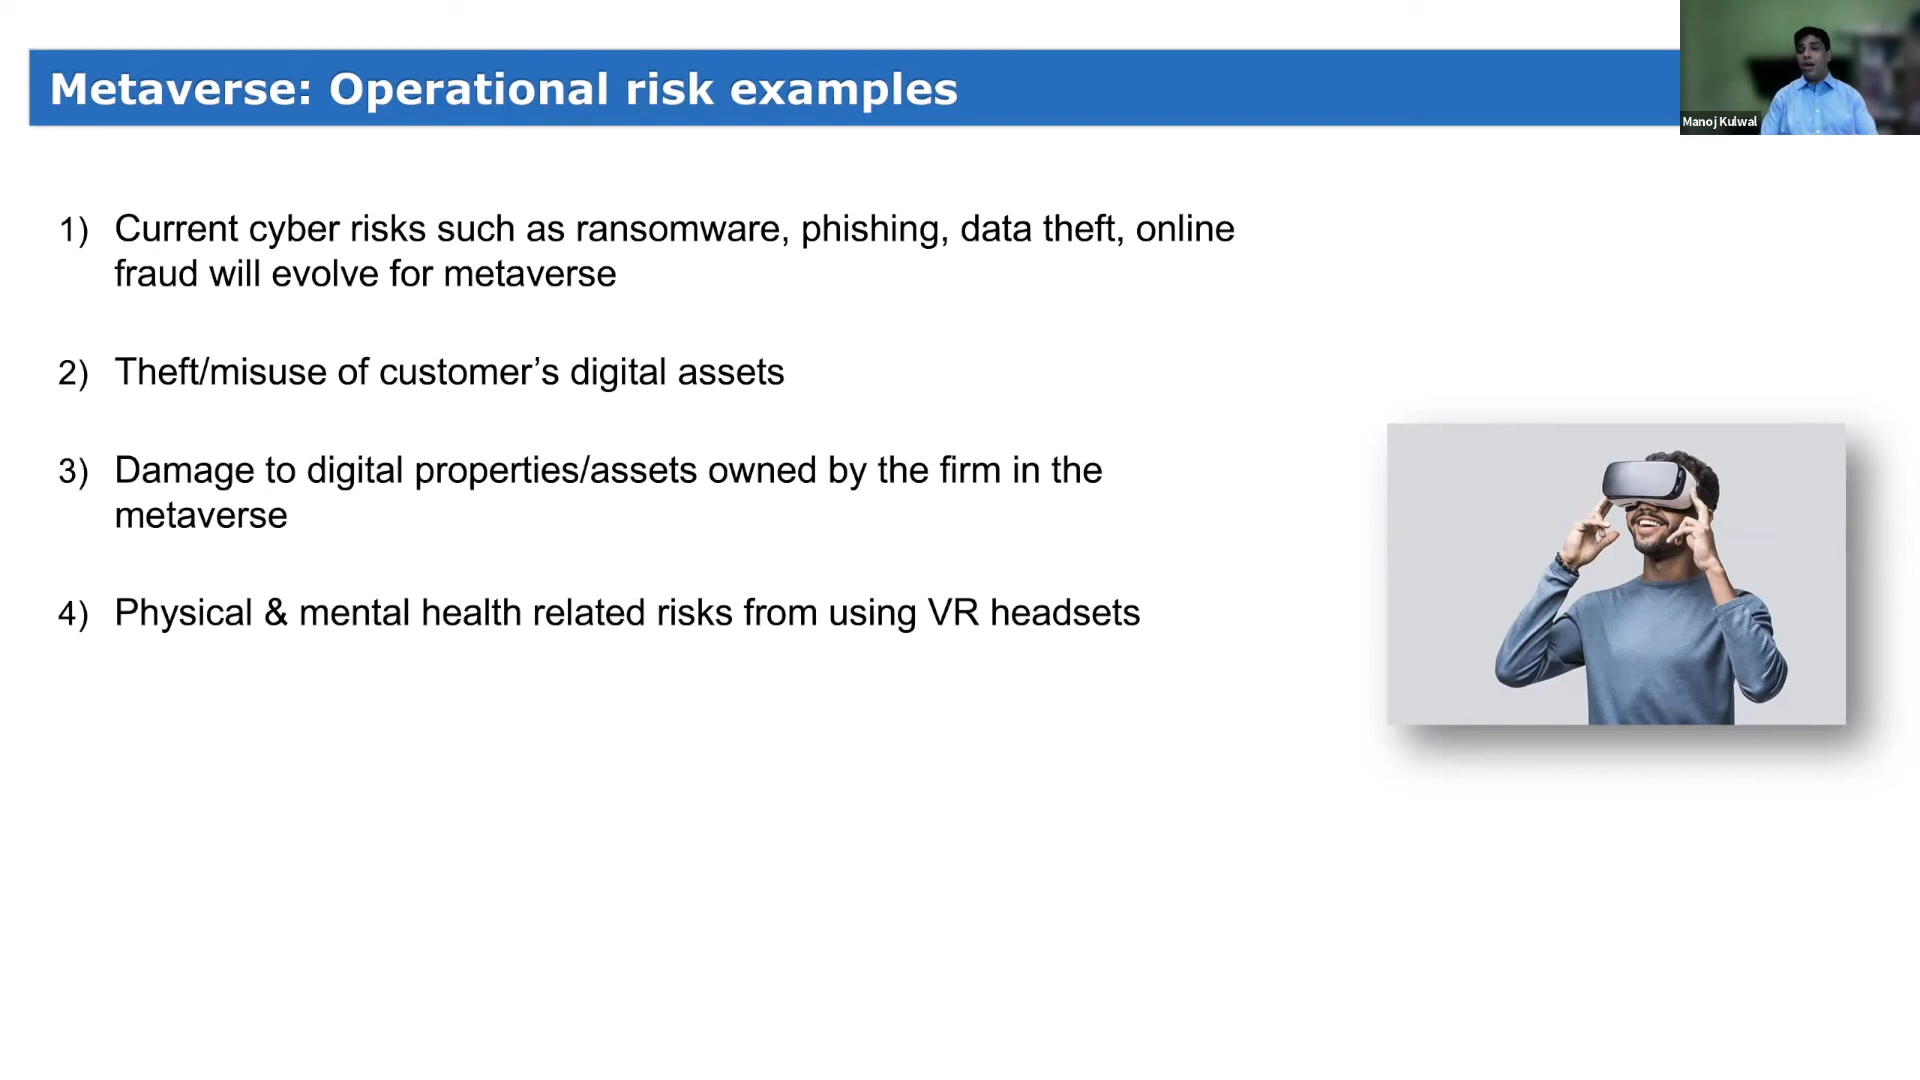 Metaverse: Operational risk examples
Manoj Kulwal
1) Current cyber risks such as ransomware, phishing, data theft, online
fraud will evolve for metaverse
2) Theft/misuse of customer’s digital assets
3) Damage to digital properties/assets owned by the firm in the
metaverse
4) Physical & mental health related risks from using VR headsets